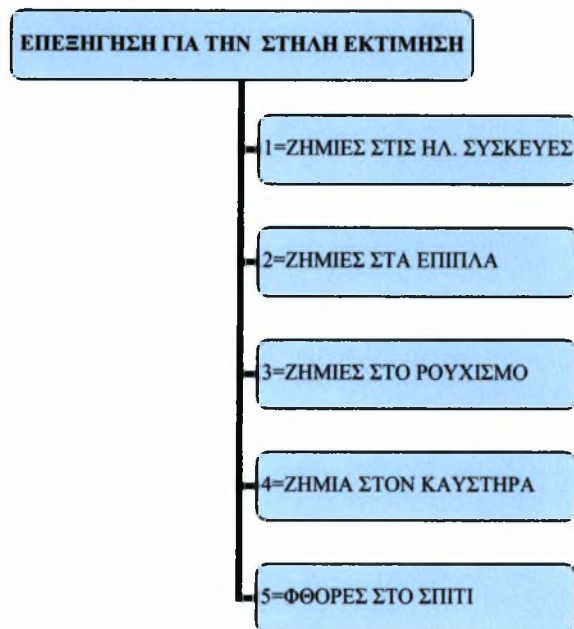 ΕΠΕΞΗΓΗΣΗ ΓΙΑ ΤΗΝ ΣΤΗΛΗ ΕΚΤΙΜΗΣΗ
1=ΖΗΜΙΕΣ ΣΤΙΣ ΗΛ. ΣΥΣΚΕΥΕΣ
2=ΖΗΜΙΕΣ ΣΤΑ ΕΠΙΠΛΑ
3=ΖΗΜΙΕΣ ΣΤΟ ΡΟΥΧΙΣΜΟ
4=ΖΗΜΙΑ ΣΤΟΝ ΚΑΥΣΤΗΡΑ
5=ΦΘΟΡΕΣ ΣΤΟ ΣΠΙΤΙ